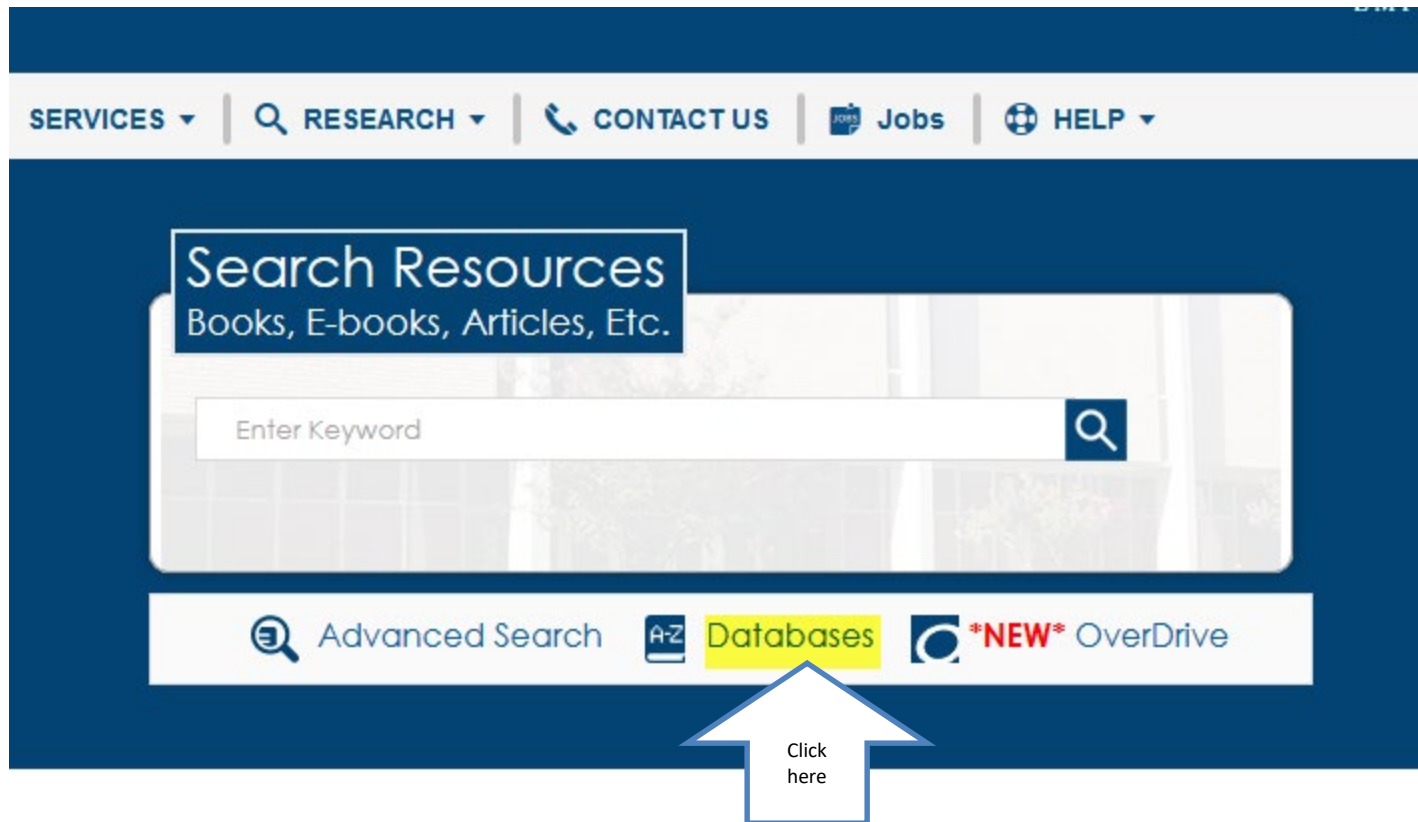 SERVICES RESEARCH CONTACT US JOBS Jobs HELP
Search Resources
Books, E-books, Articles, Etc.
Enter Keyword
Advanced Search A-Z Databases *NEW* OverDrive
Click
here